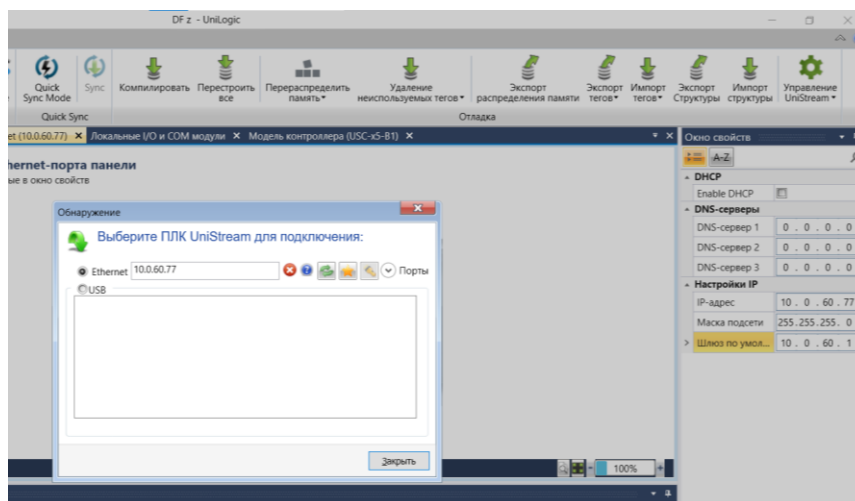 DF z - UniLogic
Quick Sync Mode
Sync
Компилировать
Перестроить все
Перераспределить память
Удаление неиспользуемых тегов
Экспорт распределения памяти
Экспорт тегов
Импорт тегов
Экспорт Структуры
Импорт структуры
Управление UniStream
Quick Sync
Отладка
et (10.0.60.77)
Локальные I/O и COM модули
Модель контроллера (USC-x5-B1)
Окно свойств
hernet-порта панели
ые в окно свойств
A-Z
DHCP
Enable DHCP
DNS-серверы
DNS-сервер 1 0 . 0 . 0 . 0
DNS-сервер 2 0 . 0 . 0 . 0
DNS-сервер 3 0 . 0 . 0 . 0
Настройки IP
IP-адрес 10 . 0 . 60 . 77
Маска подсети 255.255.255. 0
Шлюз по умол... 10 . 0 . 60 . 1
Обнаружение
Выберите ПЛК UniStream для подключения:
Ethernet 10.0.60.77 Порты
USB
Закрыть
100%